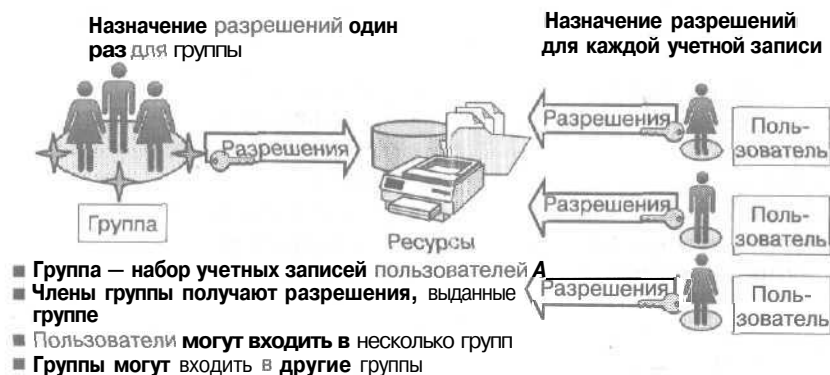 Назначение разрешений один
раз для группы
Назначение разрешений
для каждой учетной записи
Разрешения
Группа
Ресурсы
Разрешения
Поль-
зователь
Разрешения
Поль-
зователь
Разрешения
Поль-
зователь
Группа — набор учетных записей пользователей А
Члены группы получают разрешения, выданные
группе
Пользователи могут входить в несколько групп
Группы могут входить в другие группы